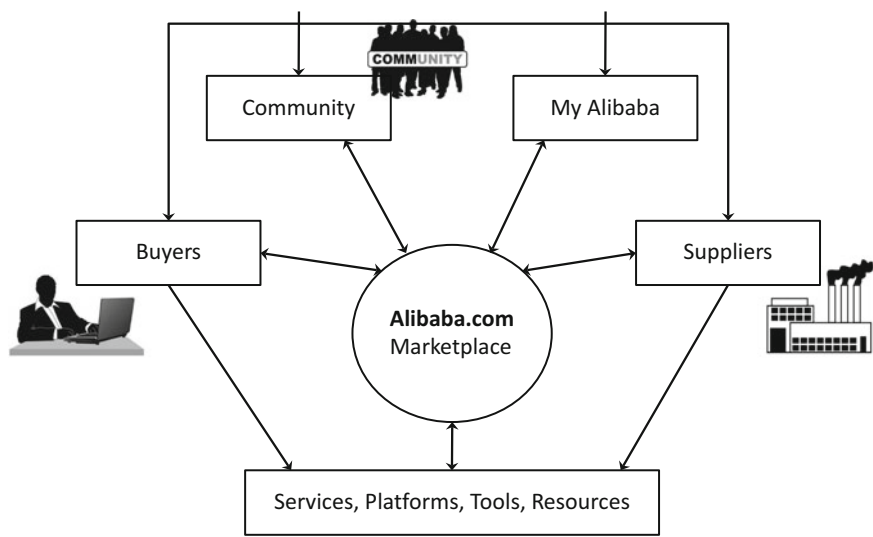 COMMUNITY
Community
My Alibaba
Buyers
Suppliers
Alibaba.com
Marketplace
Services, Platforms, Tools, Resources